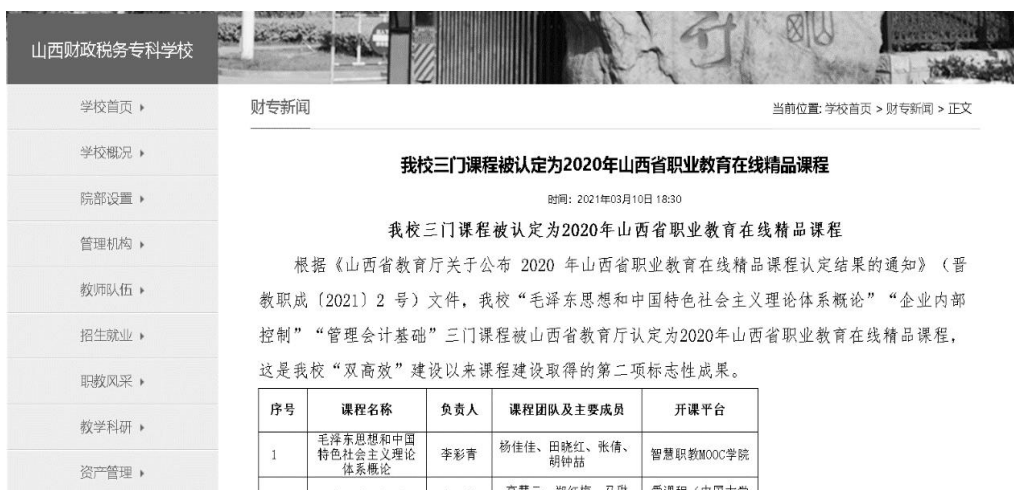 山西财政税务专科学校
学校首页
学校概况
院部设置
管理机构
教师队伍
招生就业
职教风采
教学科研
资产管理
财专新闻
当前位置: 学校首页 > 财专新闻 > 正文
我校三门课程被认定为2020年山西省职业教育在线精品课程
时间：2021年03月10日 18:30
我校三门课程被认定为2020年山西省职业教育在线精品课程
根据《山西省教育厅关于公布 2020 年山西省职业教育在线精品课程认定结果的通知》（晋
教职成〔2021〕2 号）文件，我校“毛泽东思想和中国特色社会主义理论体系概论”“企业内部
控制”“管理会计基础”三门课程被山西省教育厅认定为2020年山西省职业教育在线精品课程，
这是我校“双高效”建设以来课程建设取得的第二项标志性成果。
序号 课程名称 负责人 课程团队及主要成员 开课平台
1 毛泽东思想和中国特色社会主义理论体系概论 李彩青 杨佳佳、田晓红、张倩、胡钟喆 智慧职教MOOC学院